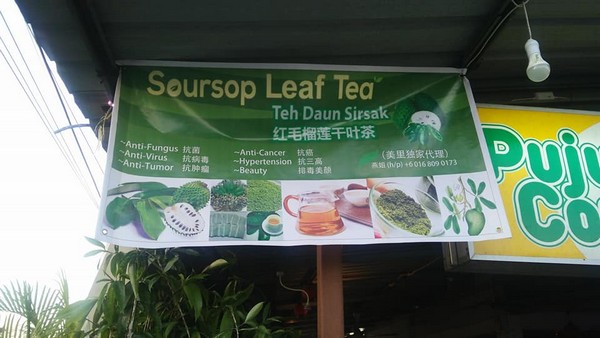 Soursop Leaf Tea
Teh Daun Sirsak
红毛榴莲干叶茶
~Anti-Fungus 抗菌
~Anti-Virus 抗病毒
~Anti-Tumor 抗肿瘤
~Anti-Cancer 抗癌
~Hypertension 抗三高
~Beauty 排毒美颜
（美里独家代理）
燕姐 (h/p) +6 016 809 0173
Puju
Co